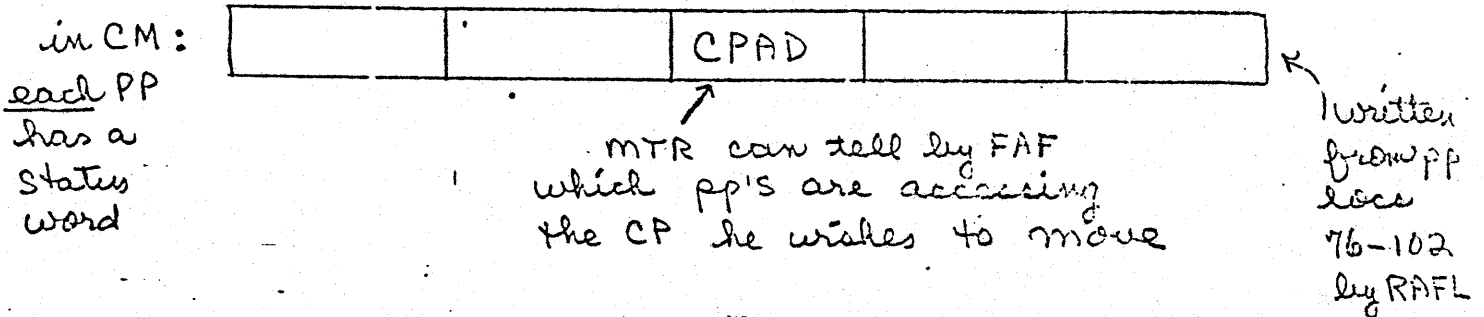 in CM:
each PP
has a
status
word
CPAD
MTR can tell by FAF
which pp's are accessing
the CP he wishes to move
written
from pp
locs
76-102
by RAFL